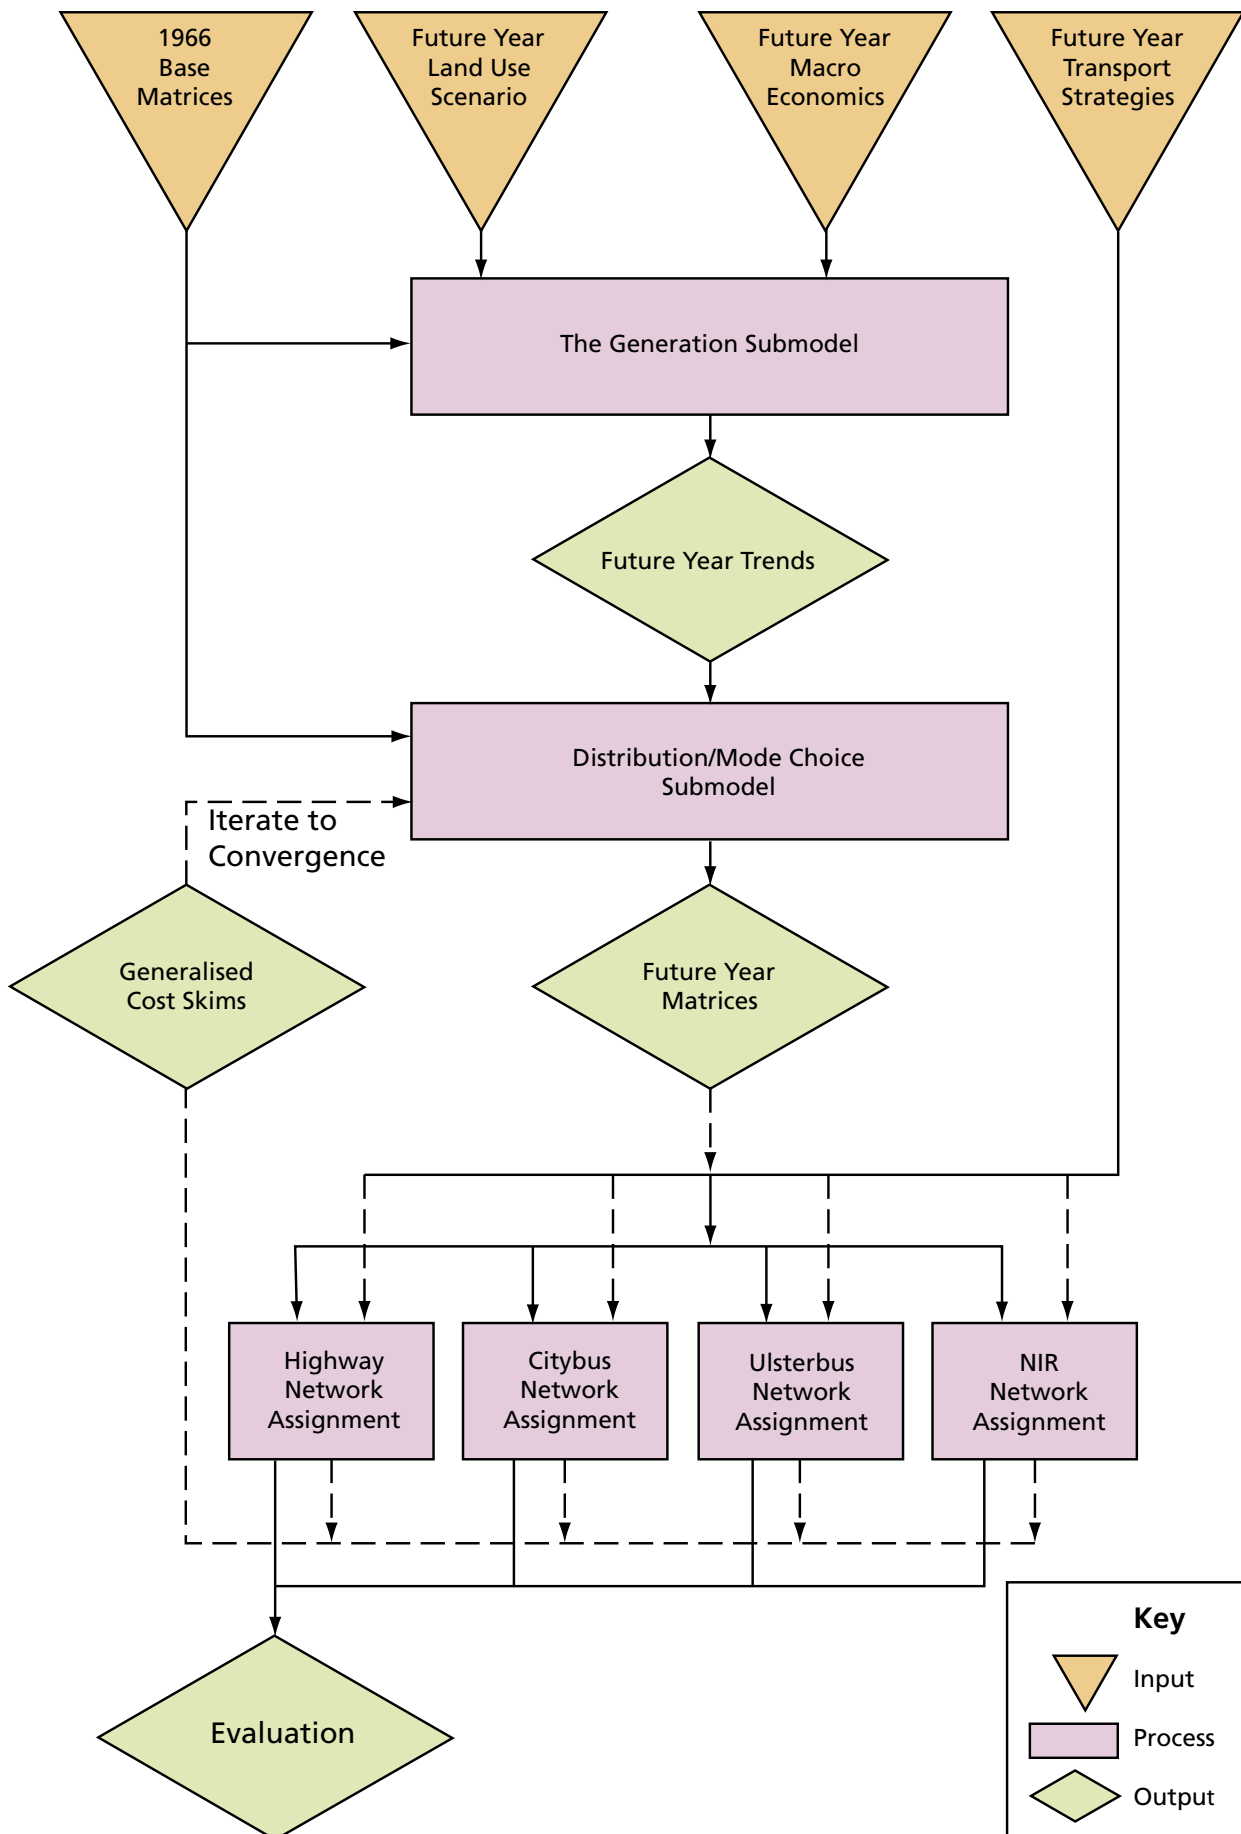 1966
Base
Matrices
Future Year
Land Use
Scenario
Future Year
Macro
Economics
Future Year
Transport
Strategies
The Generation Submodel
Future Year Trends
Distribution/Mode Choice
Submodel
Iterate to
Convergence
Generalised
Cost Skims
Future Year
Matrices
Highway
Network
Assignment
Citybus
Network
Assignment
Ulsterbus
Network
Assignment
NIR
Network
Assignment
Evaluation
Key
Input
Process
Output